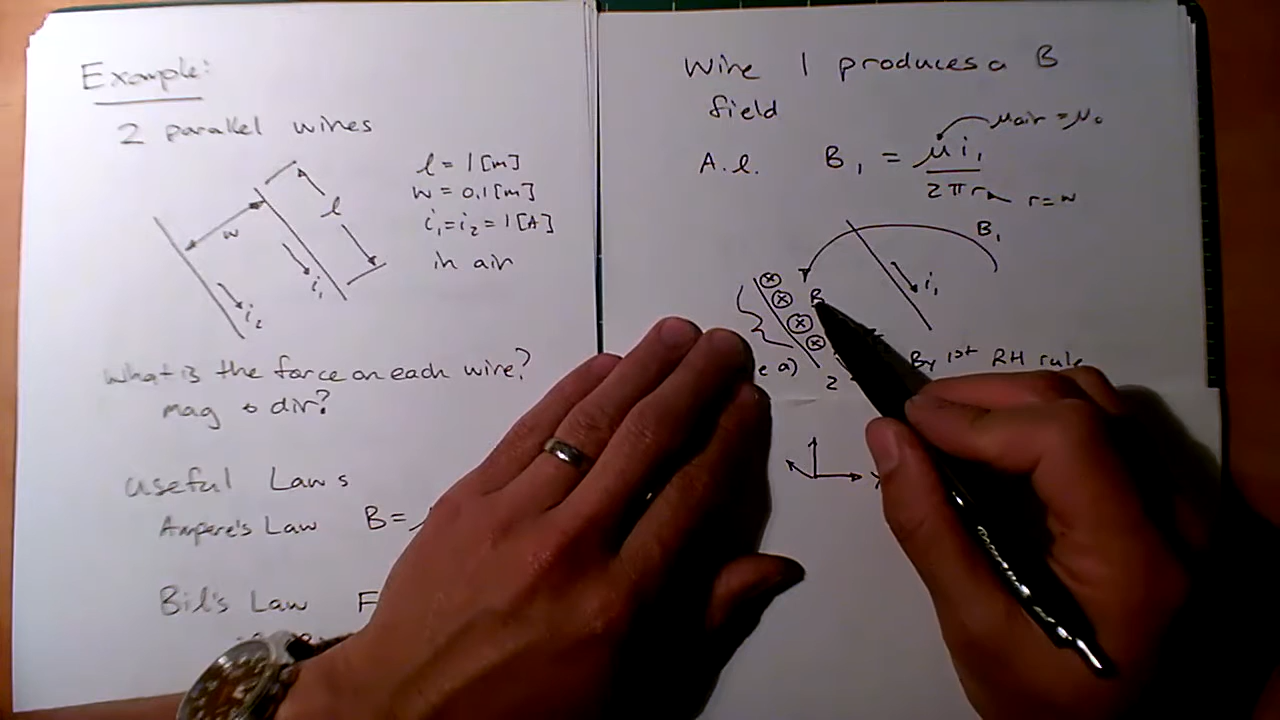 Example:
2 parallel wires
l = 1 [m]
w = 0.1 [m]
i₁ = i₂ = 1 [A]
in air
w
l
i₁
i₂
What is the force on each wire?
mag & dir?
Useful Laws
Ampere's Law B =
Bil's Law F
Wire 1 produces a B
field
A.L. B₁ = μ i₁ / 2πr
μair = μ₀
r = w
B₁
i₁
B
2
By 1st RH rule